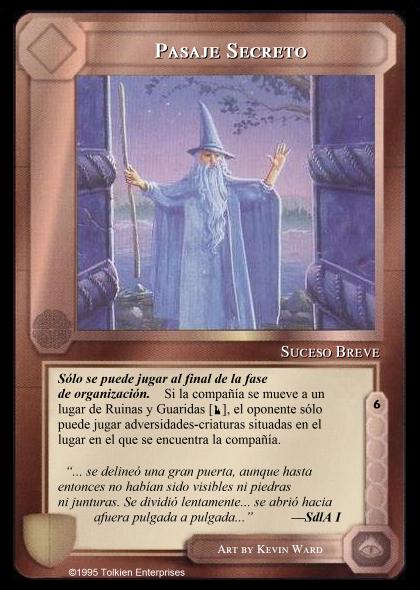 Pasaje Secreto
Suceso Breve
Sólo se puede jugar al final de la fase
de organización. Si la compañía se mueve a un
lugar de Ruinas y Guaridas [ ], el oponente sólo
puede jugar adversidades-criaturas situadas en el
lugar en el que se encuentra la compañía.
6
“... se delineó una gran puerta, aunque hasta
entonces no habían sido visibles ni piedras
ni junturas. Se dividió lentamente... se abrió hacia
afuera pulgada a pulgada...” —SdlA I
Art by Kevin Ward
©1995 Tolkien Enterprises